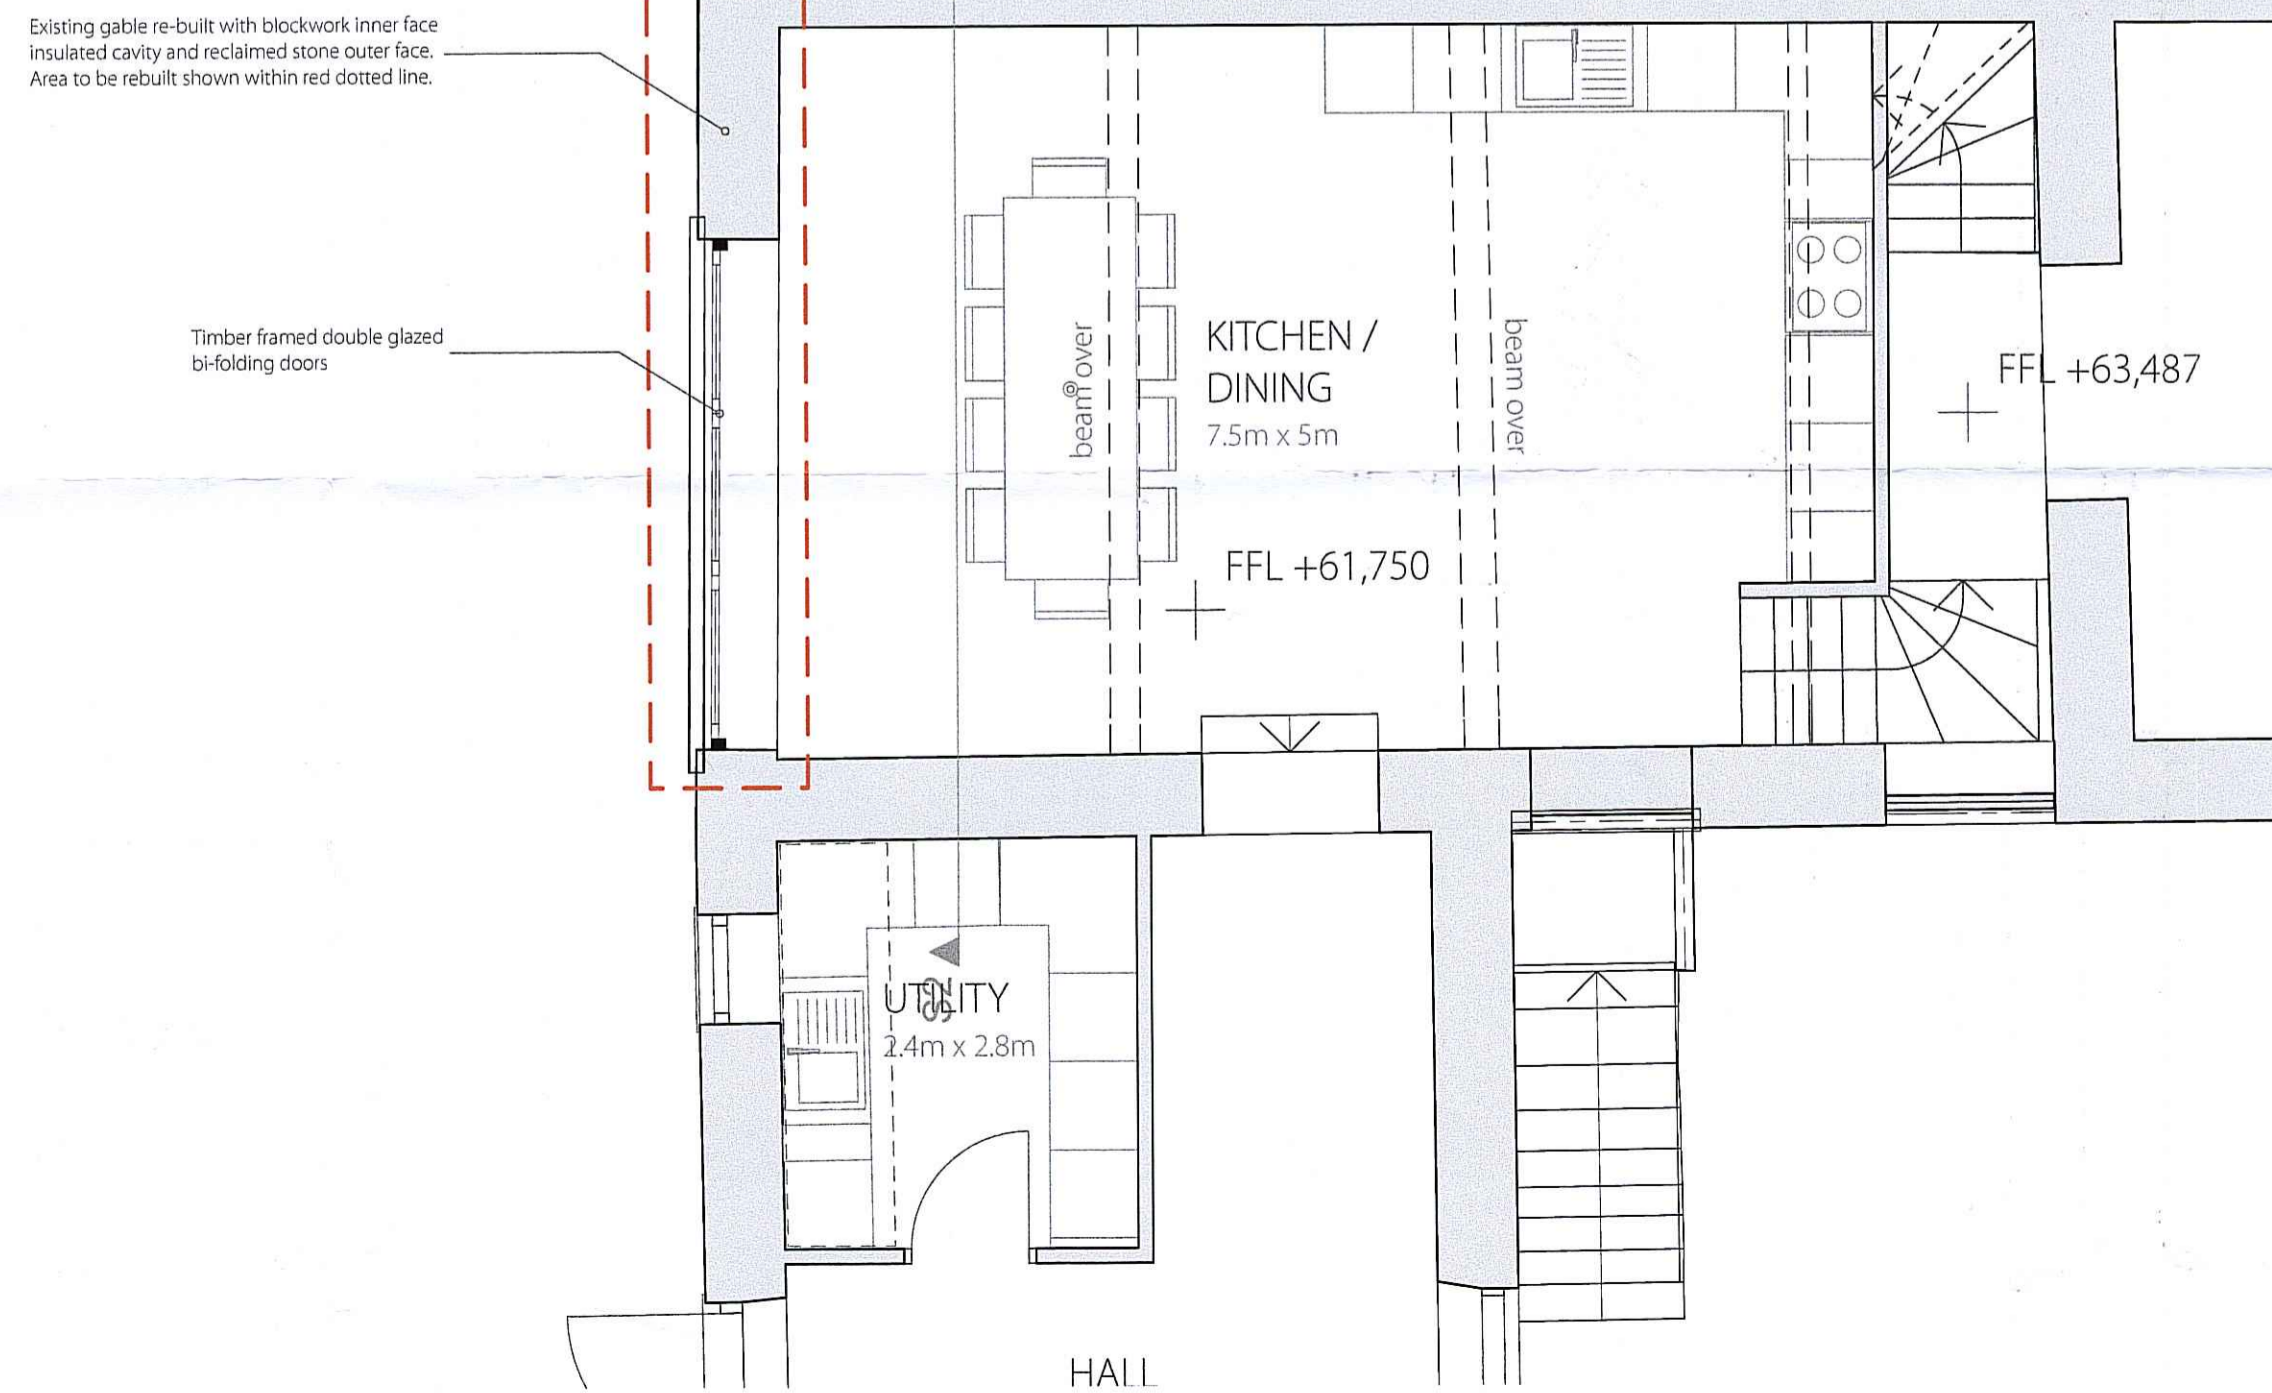 Existing gable re-built with blockwork inner face
insulated cavity and reclaimed stone outer face.
Area to be rebuilt shown within red dotted line.
Timber framed double glazed
bi-folding doors
beam over
KITCHEN /
DINING
7.5m x 5m
beam over
FFL +63,487
FFL +61,750
UTILITY
S2
2.4m x 2.8m
HALL